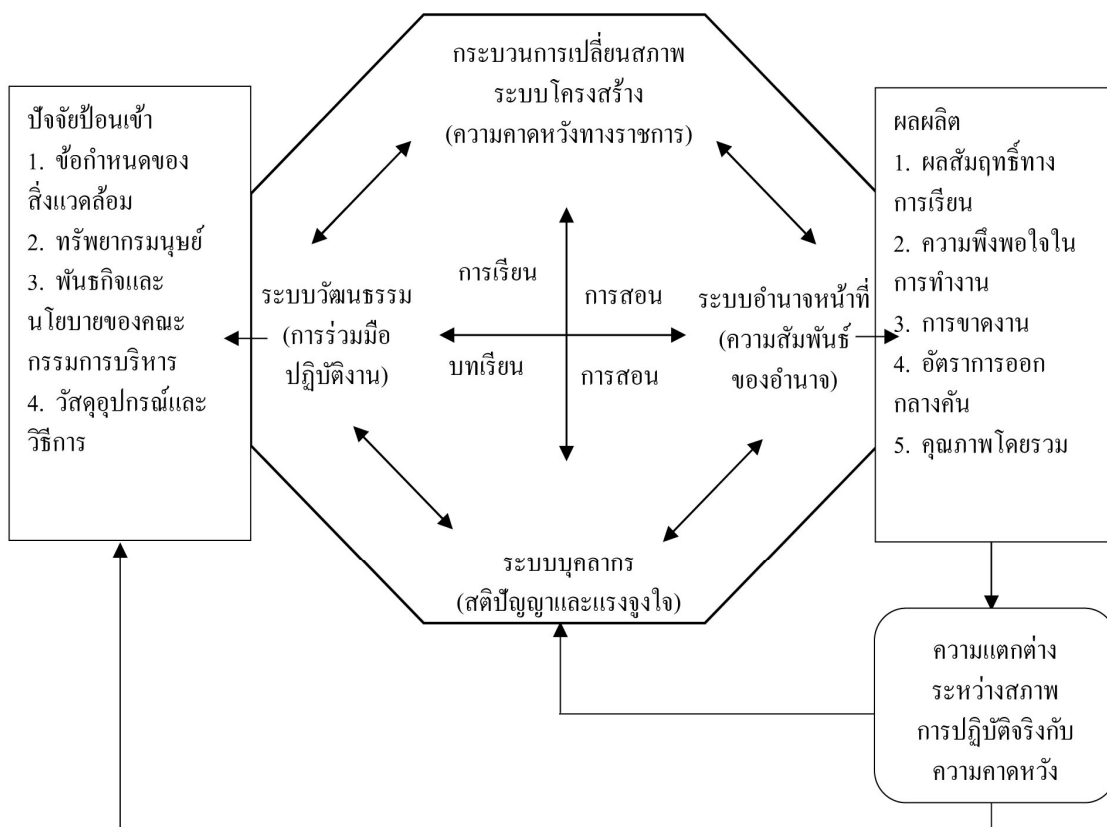 กระบวนการเปลี่ยนสภาพ
ระบบโครงสร้าง
(ความคาดหวังทางราชการ)
ปัจจัยป้อนเข้า
1. ข้อกำหนดของ
สิ่งแวดล้อม
2. ทรัพยากรมนุษย์
3. พันธกิจและ
นโยบายของคณะ
กรรมการบริหาร
4. วัสดุอุปกรณ์และ
วิธีการ
ระบบวัฒนธรรม
(การร่วมมือ
ปฏิบัติงาน)
การเรียน
การสอน
บทเรียน
การสอน
ระบบอำนาจหน้าที่
(ความสัมพันธ์
ของอำนาจ)
ระบบบุคลากร
(สติปัญญาและแรงจูงใจ)
ผลผลิต
1. ผลสัมฤทธิ์ทาง
การเรียน
2. ความพึงพอใจใน
การทำงาน
3. การขาดงาน
4. อัตราการออก
กลางคัน
5. คุณภาพโดยรวม
ความแตกต่าง
ระหว่างสภาพ
การปฏิบัติจริงกับ
ความคาดหวัง